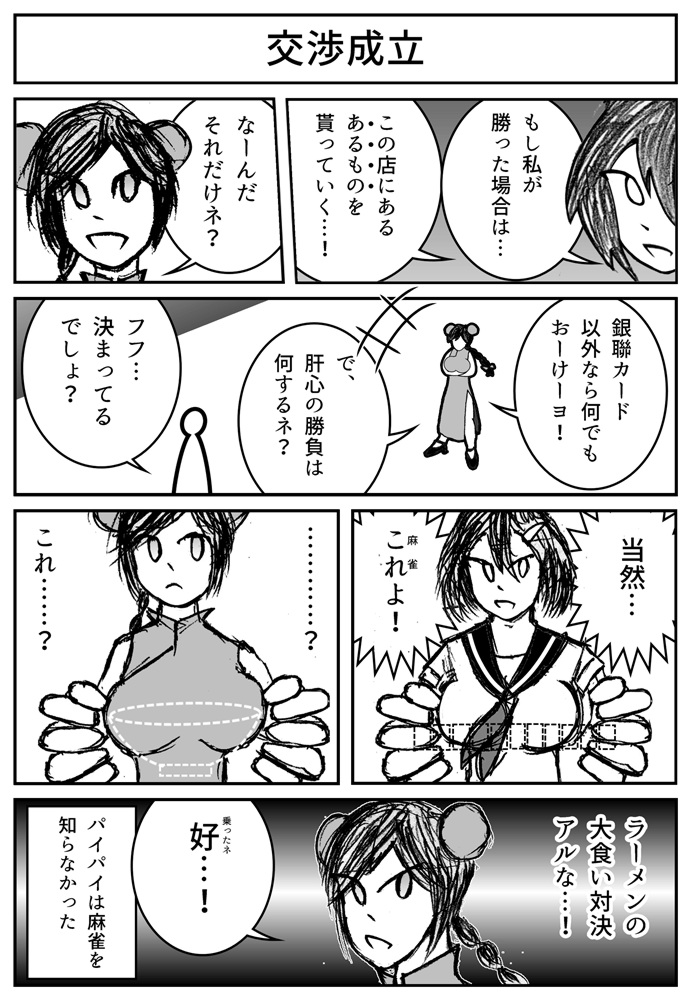 交渉成立
もし私が
勝った場合は…
この店にある
あるものを
貰っていく…！
なーんだ
それだけネ？
銀聯カード
以外なら何でも
おーけーヨ！
で、
肝心の勝負は
何するネ？
フフ…
決まってる
でしょ？
当然…
麻雀
これよ！
…………？
これ……？
ラーメンの
大食い対決
アルな…！
乗ったネ
好…！
パイパイは麻雀を
知らなかった